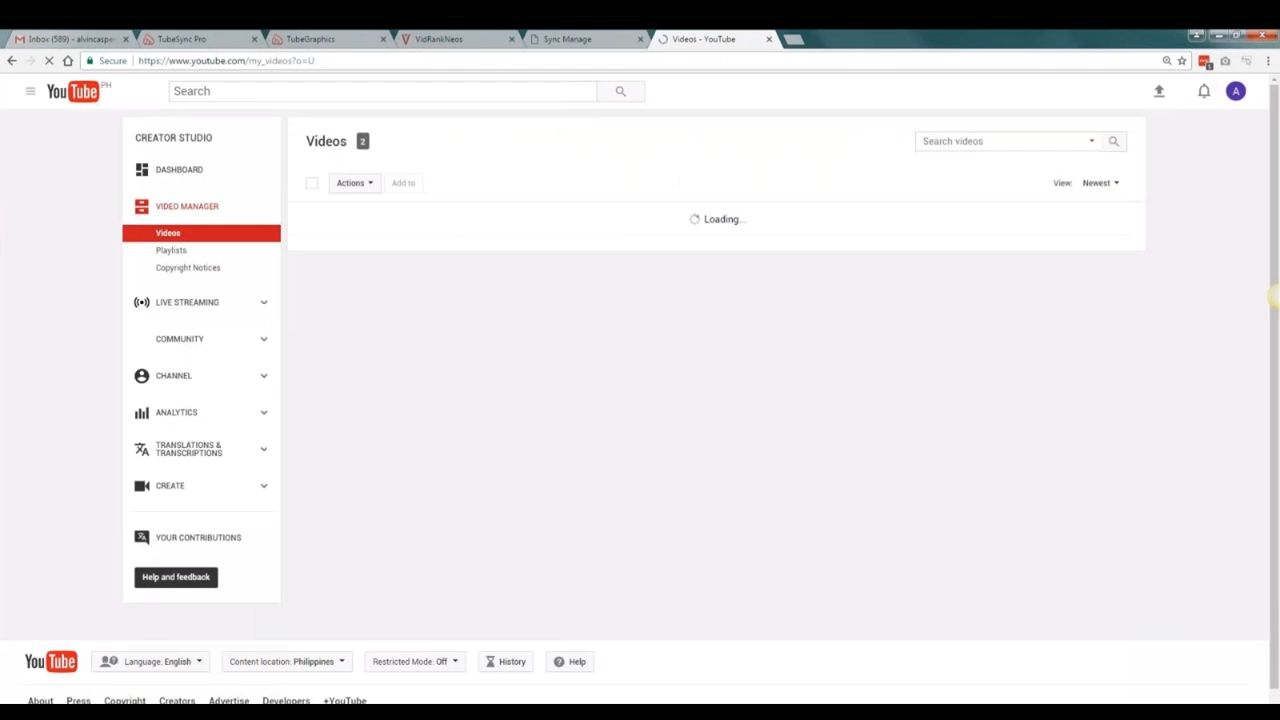 Inbox (589) - alvincasper
TubeSync Pro
TubeGraphics
VidRankNeos
Sync Manage
Videos - YouTube
Secure
https://www.youtube.com/my_videos?o=U
YouTube PH
Search
CREATOR STUDIO
DASHBOARD
VIDEO MANAGER
Videos
Playlists
Copyright Notices
LIVE STREAMING
COMMUNITY
CHANNEL
ANALYTICS
TRANSLATIONS &
TRANSCRIPTIONS
CREATE
YOUR CONTRIBUTIONS
Help and feedback
Videos 2
Search videos
Actions
Add to
View: Newest
Loading...
A
YouTube
Language: English
Content location: Philippines
Restricted Mode: Off
History
Help
About Press Copyright Creators Advertise Developers +YouTube